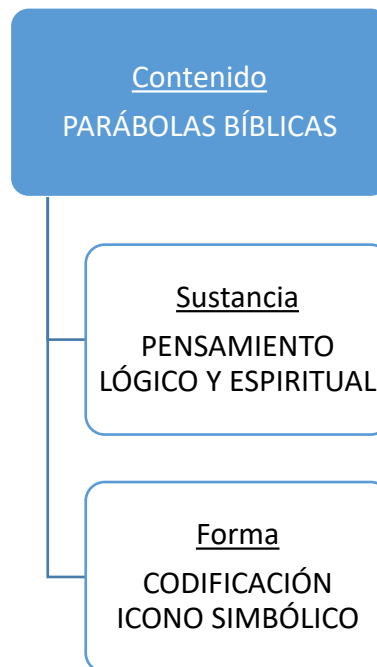 Contenido
PARÁBOLAS BÍBLICAS
Sustancia
PENSAMIENTO
LÓGICO Y ESPIRITUAL
Forma
CODIFICACIÓN
ICONO SIMBÓLICO